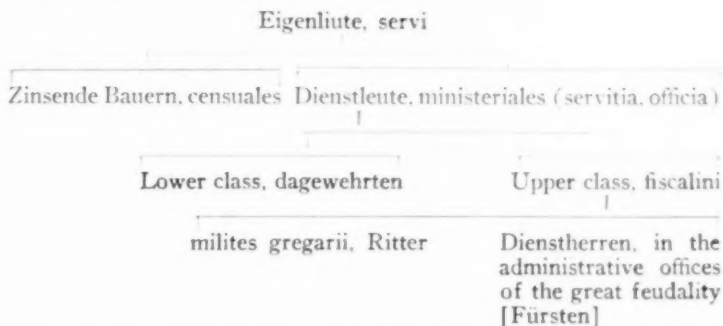 Eigenliute, servi
Zinsende Bauern, censuales Dienstleute, ministeriales (servitia, officia)
Lower class, dagewehrten Upper class, fiscalini
milites gregarii, Ritter
Dienstherren, in the
administrative offices
of the great feudality
[Fürsten]